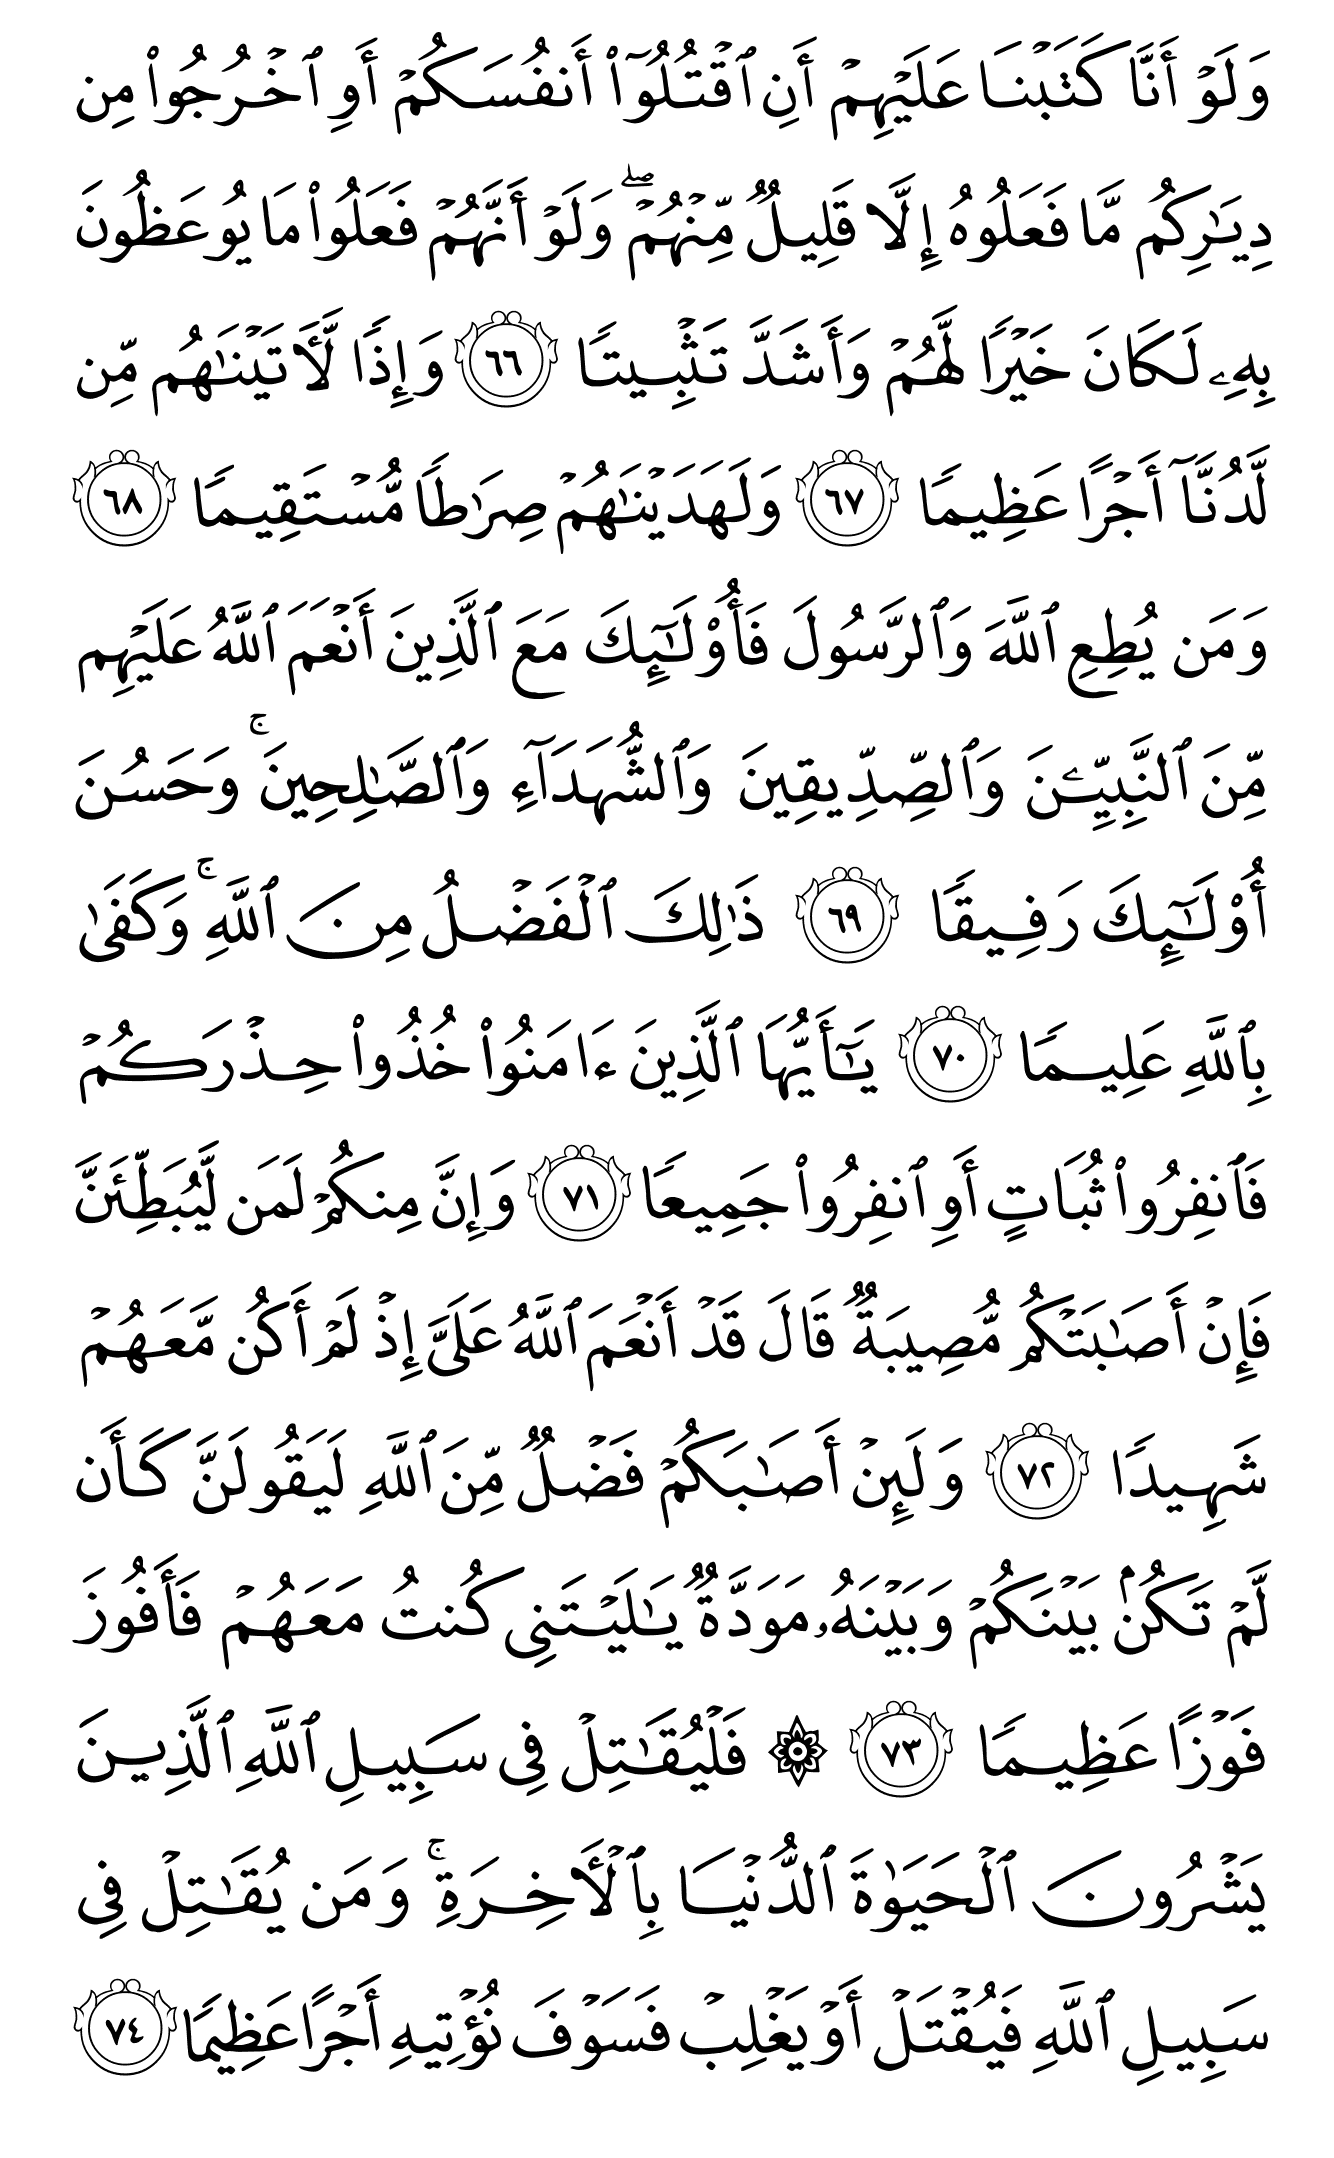 وَلَوۡ أَنَّا كَتَبۡنَا عَلَيۡهِمۡ أَنِ ٱقۡتُلُوٓاْ أَنفُسَكُمۡ أَوِ ٱخۡرُجُواْ مِن
دِيَٰرِكُم مَّا فَعَلُوهُ إِلَّا قَلِيلٞ مِّنۡهُمۡۖ وَلَوۡ أَنَّهُمۡ فَعَلُواْ مَا يُوعَظُونَ
بِهِۦ لَكَانَ خَيۡرٗا لَّهُمۡ وَأَشَدَّ تَثۡبِيتٗا ٦٦ وَإِذٗا لَّأٓتَيۡنَٰهُم مِّن
لَّدُنَّآ أَجۡرًا عَظِيمٗا ٦٧ وَلَهَدَيۡنَٰهُمۡ صِرَٰطٗا مُّسۡتَقِيمٗا ٦٨
وَمَن يُطِعِ ٱللَّهَ وَٱلرَّسُولَ فَأُوْلَٰٓئِكَ مَعَ ٱلَّذِينَ أَنۡعَمَ ٱللَّهُ عَلَيۡهِم
مِّنَ ٱلنَّبِيِّـۧنَ وَٱلصِّدِّيقِينَ وَٱلشُّهَدَآءِ وَٱلصَّٰلِحِينَۚ وَحَسُنَ
أُوْلَٰٓئِكَ رَفِيقٗا ٦٩ ذَٰلِكَ ٱلۡفَضۡلُ مِنَ ٱللَّهِۚ وَكَفَىٰ
بِٱللَّهِ عَلِيمٗا ٧٠ يَٰٓأَيُّهَا ٱلَّذِينَ ءَامَنُواْ خُذُواْ حِذۡرَكُمۡ
فَٱنفِرُواْ ثُبَاتٍ أَوِ ٱنفِرُواْ جَمِيعٗا ٧١ وَإِنَّ مِنكُمۡ لَمَن لَّيُبَطِّئَنَّ
فَإِنۡ أَصَٰبَتۡكُم مُّصِيبَةٞ قَالَ قَدۡ أَنۡعَمَ ٱللَّهُ عَلَيَّ إِذۡ لَمۡ أَكُن مَّعَهُمۡ
شَهِيدٗا ٧٢ وَلَئِنۡ أَصَٰبَكُمۡ فَضۡلٞ مِّنَ ٱللَّهِ لَيَقُولَنَّ كَأَن
لَّمۡ تَكُنۢ بَيۡنَكُمۡ وَبَيۡنَهُۥ مَوَدَّةٞ يَٰلَيۡتَنِي كُنتُ مَعَهُمۡ فَأَفُوزَ
فَوۡزًا عَظِيمٗا ٧٣ ۞ فَلۡيُقَٰتِلۡ فِي سَبِيلِ ٱللَّهِ ٱلَّذِينَ
يَشۡرُونَ ٱلۡحَيَوٰةَ ٱلدُّنۡيَا بِٱلۡأٓخِرَةِۚ وَمَن يُقَٰتِلۡ فِي
سَبِيلِ ٱللَّهِ فَيُقۡتَلۡ أَوۡ يَغۡلِبۡ فَسَوۡفَ نُؤۡتِيهِ أَجۡرًا عَظِيمٗا ٧٤